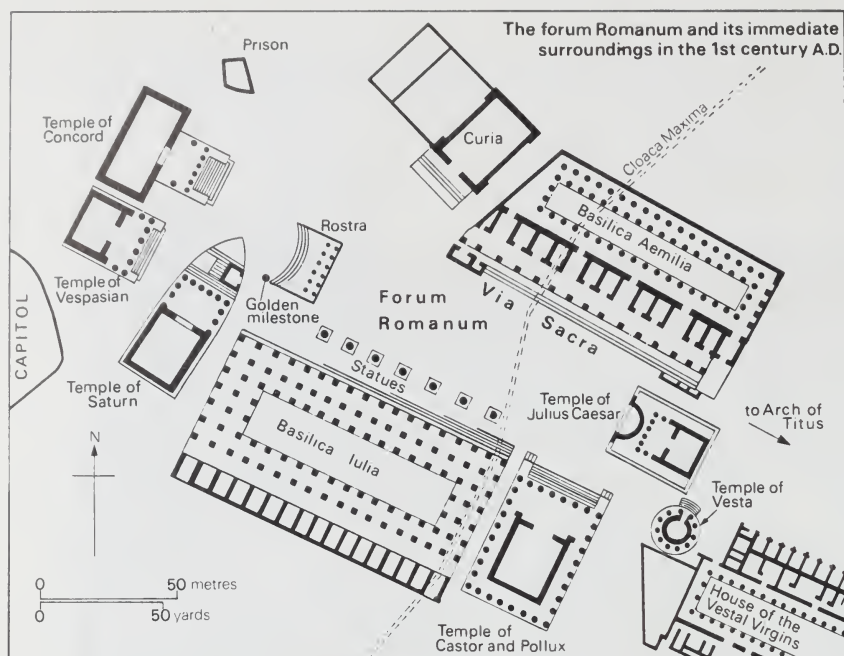 The forum Romanum and its immediate
surroundings in the 1st century A.D.
Prison
Temple of
Concord
Curia
Cloaca Maxima
Basilica Aemilia
Rostra
Temple of
Vespasian
Golden
milestone
Forum
Romanum
Via Sacra
CAPITOL
Temple of
Saturn
Statues
Temple of
Julius Caesar
to Arch of
Titus
Basilica Iulia
N
Temple of
Vesta
0 50 metres
0 50 yards
House of the
Vestal Virgins
Temple of
Castor and Pollux